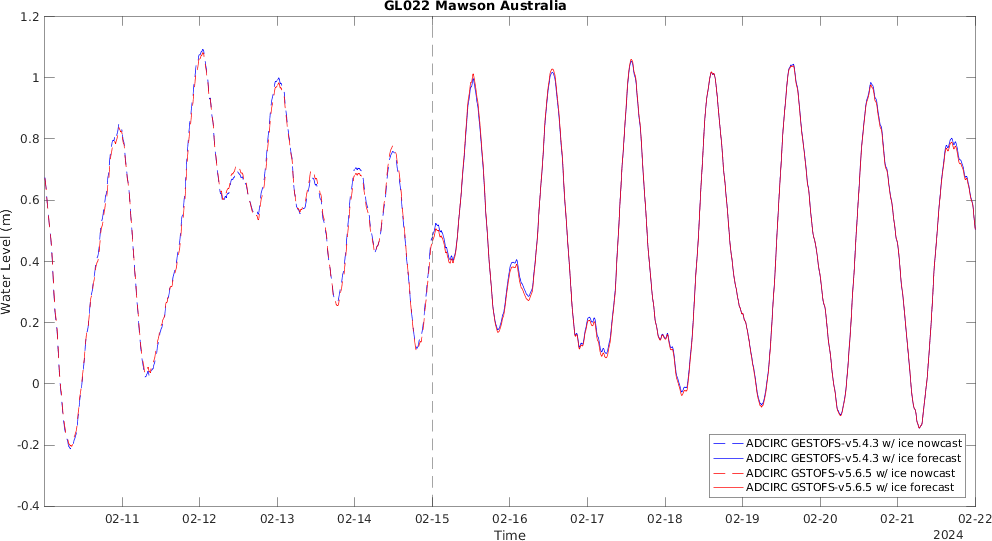 GL022 Mawson Australia
Water Level (m)
1.2
1
0.8
0.6
0.4
0.2
0
-0.2
-0.4
ADCIRC GESTOFS-v5.4.3 w/ ice nowcast
ADCIRC GESTOFS-v5.4.3 w/ ice forecast
ADCIRC GSTOFS-v5.6.5 w/ ice nowcast
ADCIRC GSTOFS-v5.6.5 w/ ice forecast
02-11 02-12 02-13 02-14 02-15 02-16 02-17 02-18 02-19 02-20 02-21 02-22
Time
2024